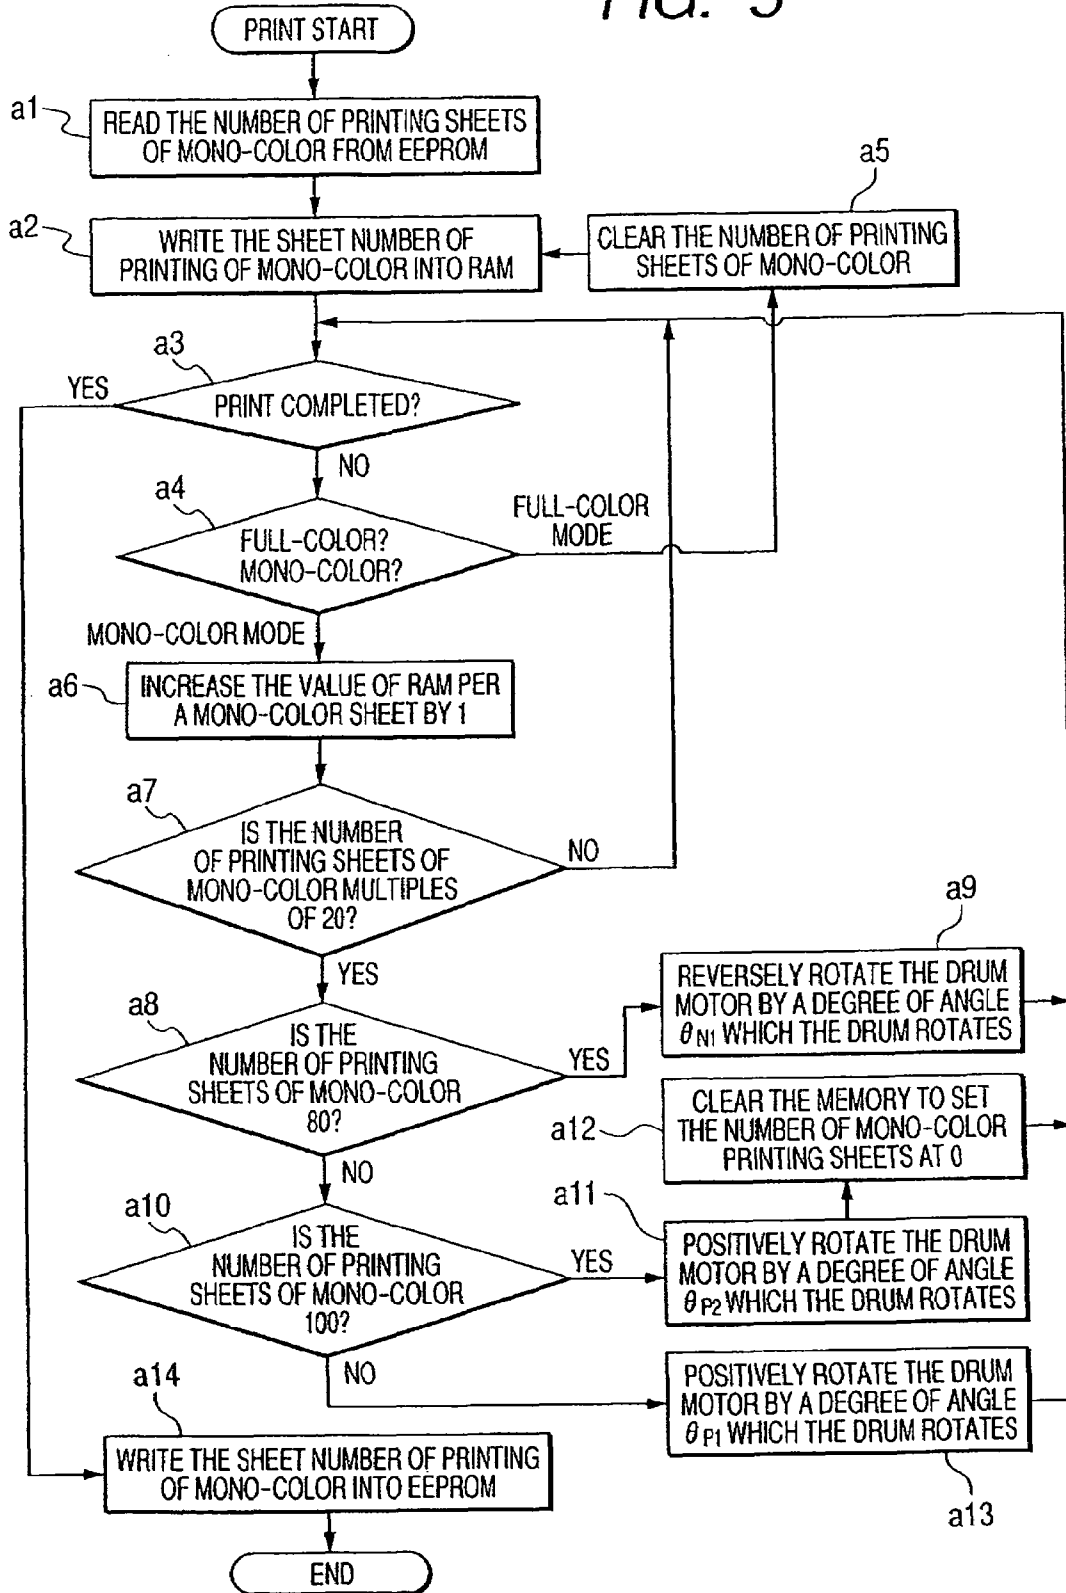 FIG. 5
PRINT START
a1
READ THE NUMBER OF PRINTING SHEETS
OF MONO-COLOR FROM EEPROM
a5
a2
WRITE THE SHEET NUMBER OF
PRINTING OF MONO-COLOR INTO RAM
CLEAR THE NUMBER OF PRINTING
SHEETS OF MONO-COLOR
a3
YES
PRINT COMPLETED?
NO
a4
FULL-COLOR
MODE
FULL-COLOR?
MONO-COLOR?
MONO-COLOR MODE
a6
INCREASE THE VALUE OF RAM PER
A MONO-COLOR SHEET BY 1
a7
IS THE NUMBER
OF PRINTING SHEETS OF
MONO-COLOR MULTIPLES
OF 20?
NO
YES
a8
IS THE
NUMBER OF PRINTING
SHEETS OF MONO-COLOR
80?
YES
a9
REVERSELY ROTATE THE DRUM
MOTOR BY A DEGREE OF ANGLE
θN1 WHICH THE DRUM ROTATES
NO
a12
CLEAR THE MEMORY TO SET
THE NUMBER OF MONO-COLOR
PRINTING SHEETS AT 0
a10
IS THE
NUMBER OF PRINTING
SHEETS OF MONO-COLOR
100?
YES
a11
POSITIVELY ROTATE THE DRUM
MOTOR BY A DEGREE OF ANGLE
θP2 WHICH THE DRUM ROTATES
NO
POSITIVELY ROTATE THE DRUM
MOTOR BY A DEGREE OF ANGLE
θP1 WHICH THE DRUM ROTATES
a13
a14
WRITE THE SHEET NUMBER OF PRINTING
OF MONO-COLOR INTO EEPROM
END